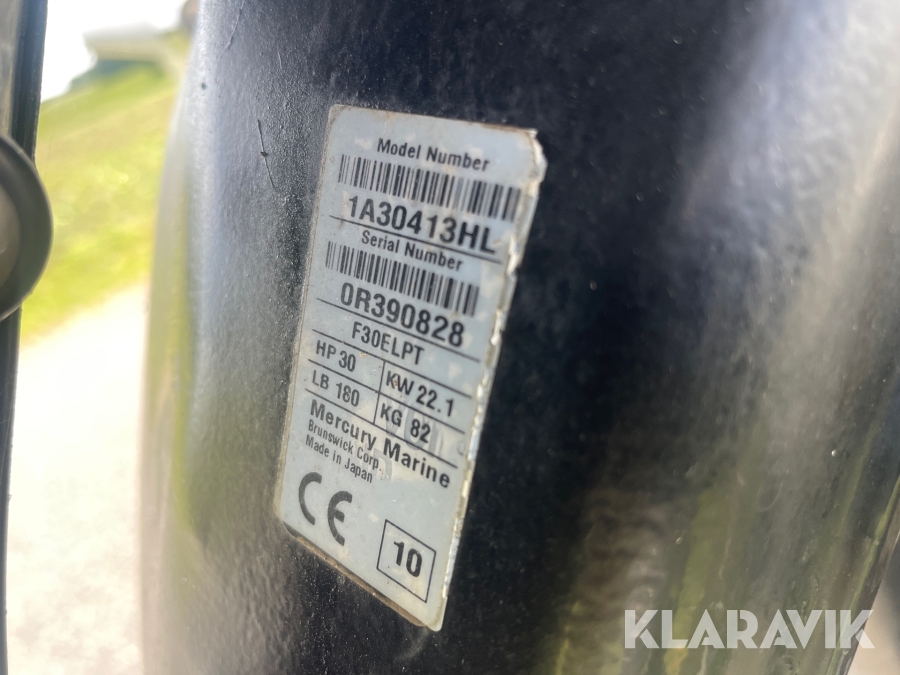 Model Number
1A30413HL
Serial Number
0R390828
F30ELPT
HP 30 KW 22.1
LB 180 KG 82
Mercury Marine
Brunswick Corp.
Made in Japan
CE
10
KLARAVIK